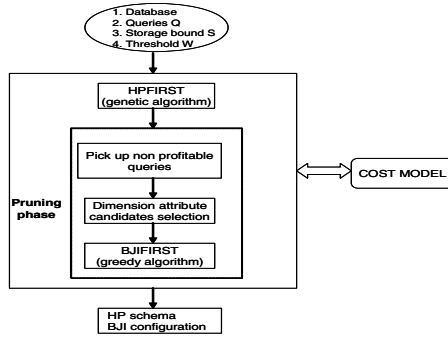 1. Database
2. Queries Q
3. Storage bound S
4. Threshold W
HPFIRST
(genetic algorithm)
Pick up non profitable
queries
Pruning
phase
Dimension attribute
candidates selection
BJIFIRST
(greedy algorithm)
COST MODEL
HP schema
BJI configuration